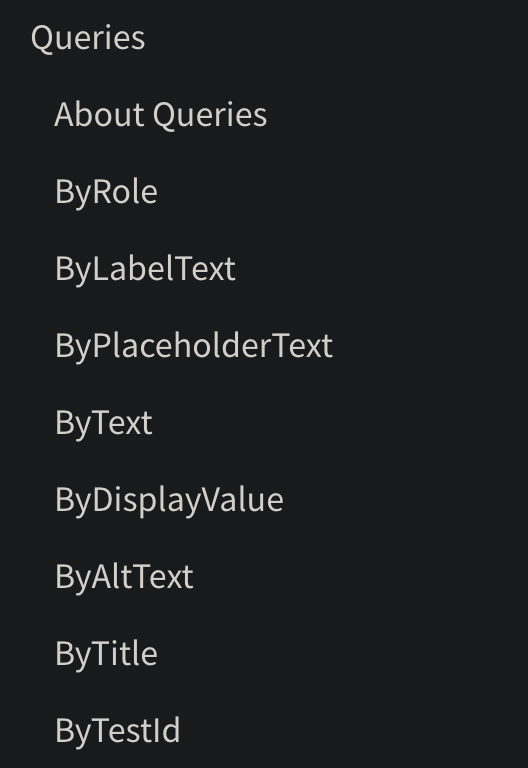 Queries
About Queries
ByRole
ByLabelText
ByPlaceholderText
ByText
ByDisplayValue
ByAltText
ByTitle
ByTestId